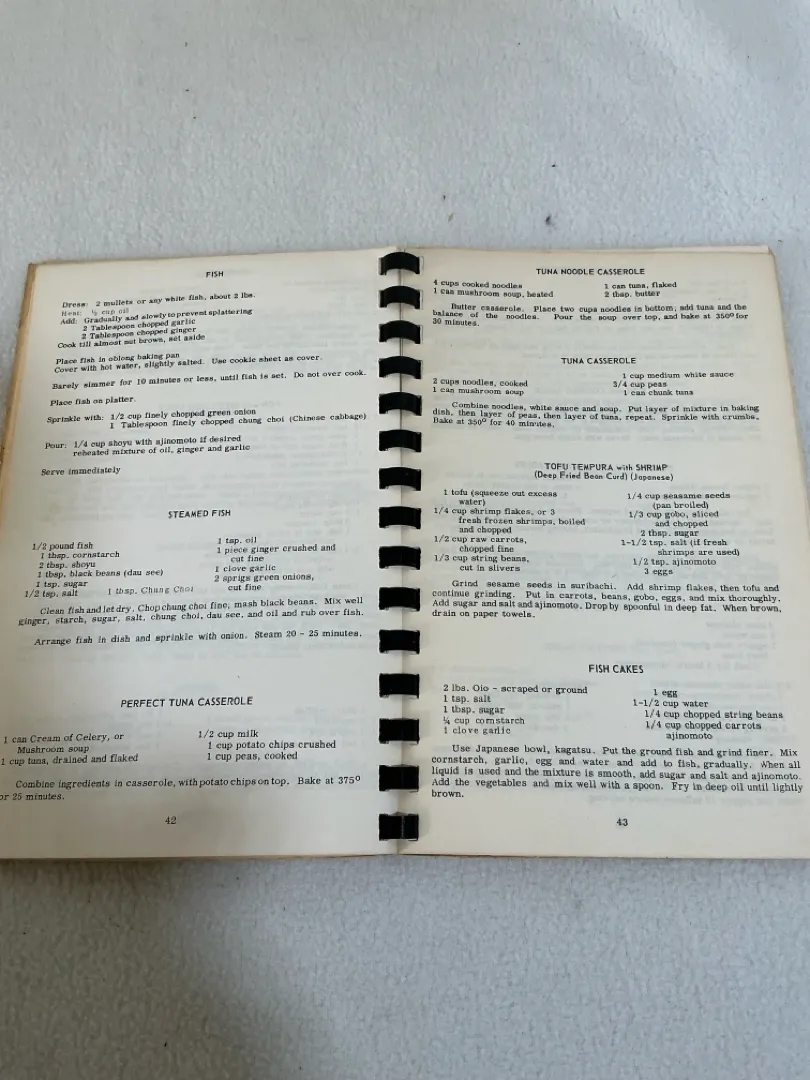 FISH
Dress: 2 mullets or any white fish, about 2 lbs.
Heat: ½ cup oil
Add: Gradually and slowly to prevent splattering
2 Tablespoon chopped garlic
2 Tablespoon chopped ginger
Cook till almost nut brown, set aside
Place fish in oblong baking pan
Cover with hot water, slightly salted. Use cookie sheet as cover.
Barely simmer for 10 minutes or less, until fish is set. Do not over cook.
Place fish on platter.
Sprinkle with: 1/2 cup finely chopped green onion
1 Tablespoon finely chopped chung choi (Chinese cabbage)
Pour: 1/4 cup shoyu with ajinomoto if desired
reheated mixture of oil, ginger and garlic
Serve immediately
STEAMED FISH
1/2 pound fish
1 tbsp. cornstarch
2 tbsp. shoyu
1 tbsp. black beans (dau see)
1 tsp. sugar
1/2 tsp. salt
1 tbsp. Chung Choi
1 tsp. oil
1 piece ginger crushed and
cut fine
1 clove garlic
2 sprigs green onions,
cut fine
Clean fish and let dry. Chop chung choi fine; mash black beans. Mix well
ginger, starch, sugar, salt, chung choi, dau see, and oil and rub over fish.
Arrange fish in dish and sprinkle with onion. Steam 20 - 25 minutes.
PERFECT TUNA CASSEROLE
1 can Cream of Celery, or
Mushroom soup
1 cup tuna, drained and flaked
1/2 cup milk
1 cup potato chips crushed
1 cup peas, cooked
Combine ingredients in casserole, with potato chips on top. Bake at 375°
or 25 minutes.
42
TUNA NOODLE CASSEROLE
4 cups cooked noodles
1 can mushroom soup, heated
1 can tuna, flaked
2 tbsp. butter
Butter casserole. Place two cups noodles in bottom; add tuna and the
balance of the noodles. Pour the soup over top, and bake at 350° for
30 minutes.
TUNA CASSEROLE
2 cups noodles, cooked
1 can mushroom soup
1 cup medium white sauce
3/4 cup peas
1 can chunk tuna
Combine noodles, white sauce and soup. Put layer of mixture in baking
dish, then layer of peas, then layer of tuna, repeat. Sprinkle with crumbs.
Bake at 350° for 40 minutes.
TOFU TEMPURA with SHRIMP
(Deep Fried Bean Curd) (Japanese)
1 tofu (squeeze out excess
water)
1/4 cup shrimp flakes, or 3
fresh frozen shrimps, boiled
and chopped
1/2 cup raw carrots,
chopped fine
1/3 cup string beans,
cut in slivers
1/4 cup seasame seeds
(pan broiled)
1/3 cup gobo, sliced
and chopped
2 tbsp. sugar
1-1/2 tsp. salt (if fresh
shrimps are used)
1/2 tsp. ajinomoto
3 eggs
Grind sesame seeds in suribachi. Add shrimp flakes, then tofu and
continue grinding. Put in carrots, beans, gobo, eggs, and mix thoroughly.
Add sugar and salt and ajinomoto. Drop by spoonful in deep fat. When brown,
drain on paper towels.
FISH CAKES
2 lbs. Oio - scraped or ground
1 tsp. salt
1 tbsp. sugar
¼ cup cornstarch
1 clove garlic
1 egg
1-1/2 cup water
1/4 cup chopped string beans
1/4 cup chopped carrots
ajinomoto
Use Japanese bowl, kagatsu. Put the ground fish and grind finer. Mix
cornstarch, garlic, egg and water and add to fish, gradually. When all
liquid is used and the mixture is smooth, add sugar and salt and ajinomoto.
Add the vegetables and mix well with a spoon. Fry in deep oil until lightly
brown.
43